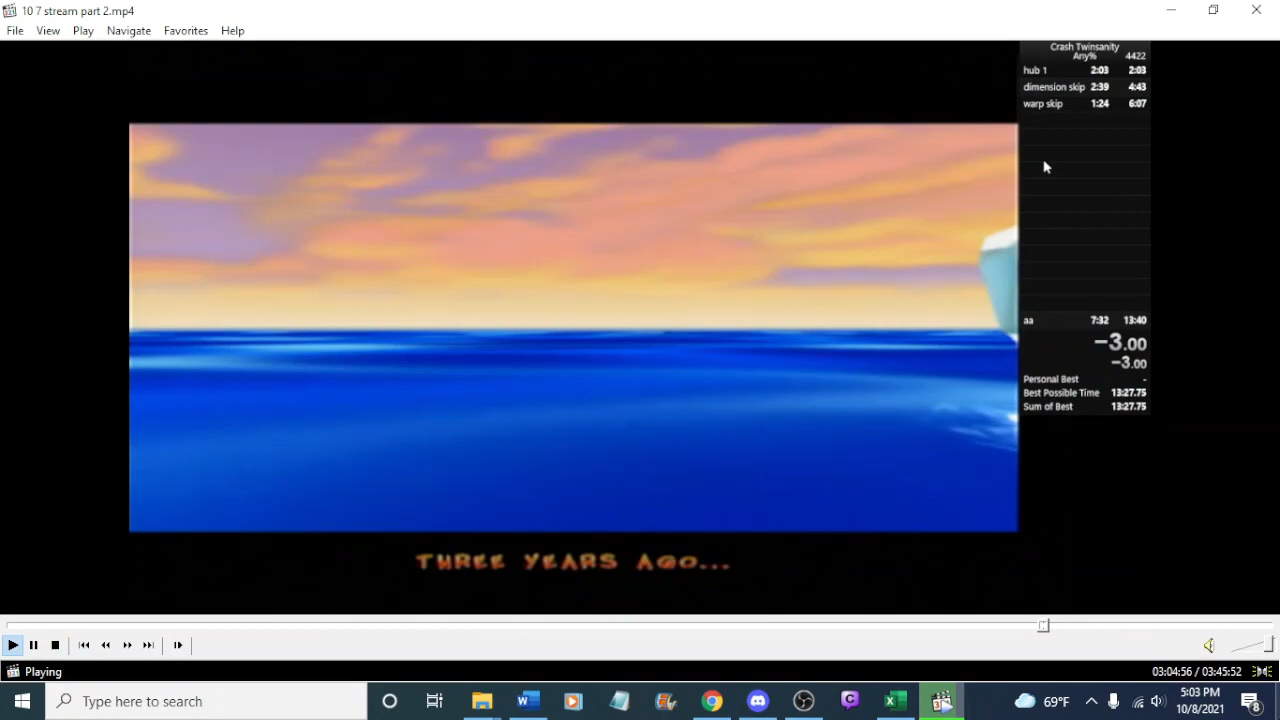 10 7 stream part 2.mp4
File View Play Navigate Favorites Help
Crash Twinsanity
Any% 4422
hub 1 2:03 2:03
dimension skip 2:39 4:43
warp skip 1:24 6:07
aa 7:32 13:40
−3.00
−3.00
Personal Best -
Best Possible Time 13:27.75
Sum of Best 13:27.75
THREE YEARS AGO...
Playing 03:04:56 / 03:45:52
Type here to search
69°F
5:03 PM
10/8/2021
8